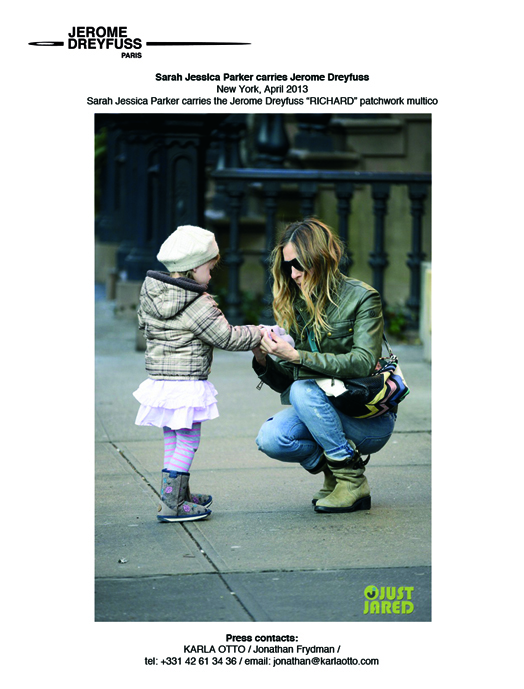 JEROME
DREYFUSS
PARIS
Sarah Jessica Parker carries Jerome Dreyfuss
New York, April 2013
Sarah Jessica Parker carries the Jerome Dreyfuss "RICHARD" patchwork multico
JUST
JARED
Press contacts:
KARLA OTTO / Jonathan Frydman /
tel: +331 42 61 34 36 / email: jonathan@karlaotto.com